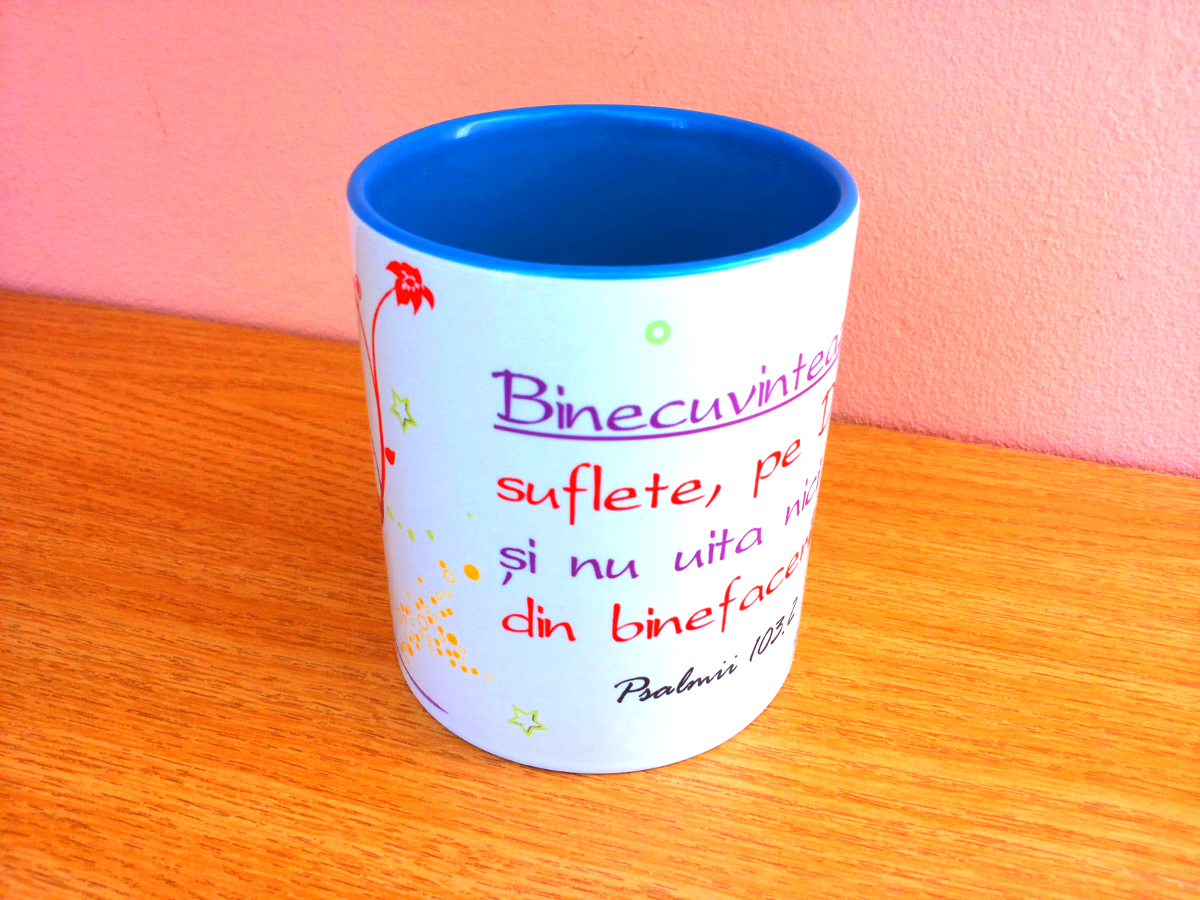 Binecuvintea
suflete, pe
și nu uita nici
din binefacer
Psalmii 103.2